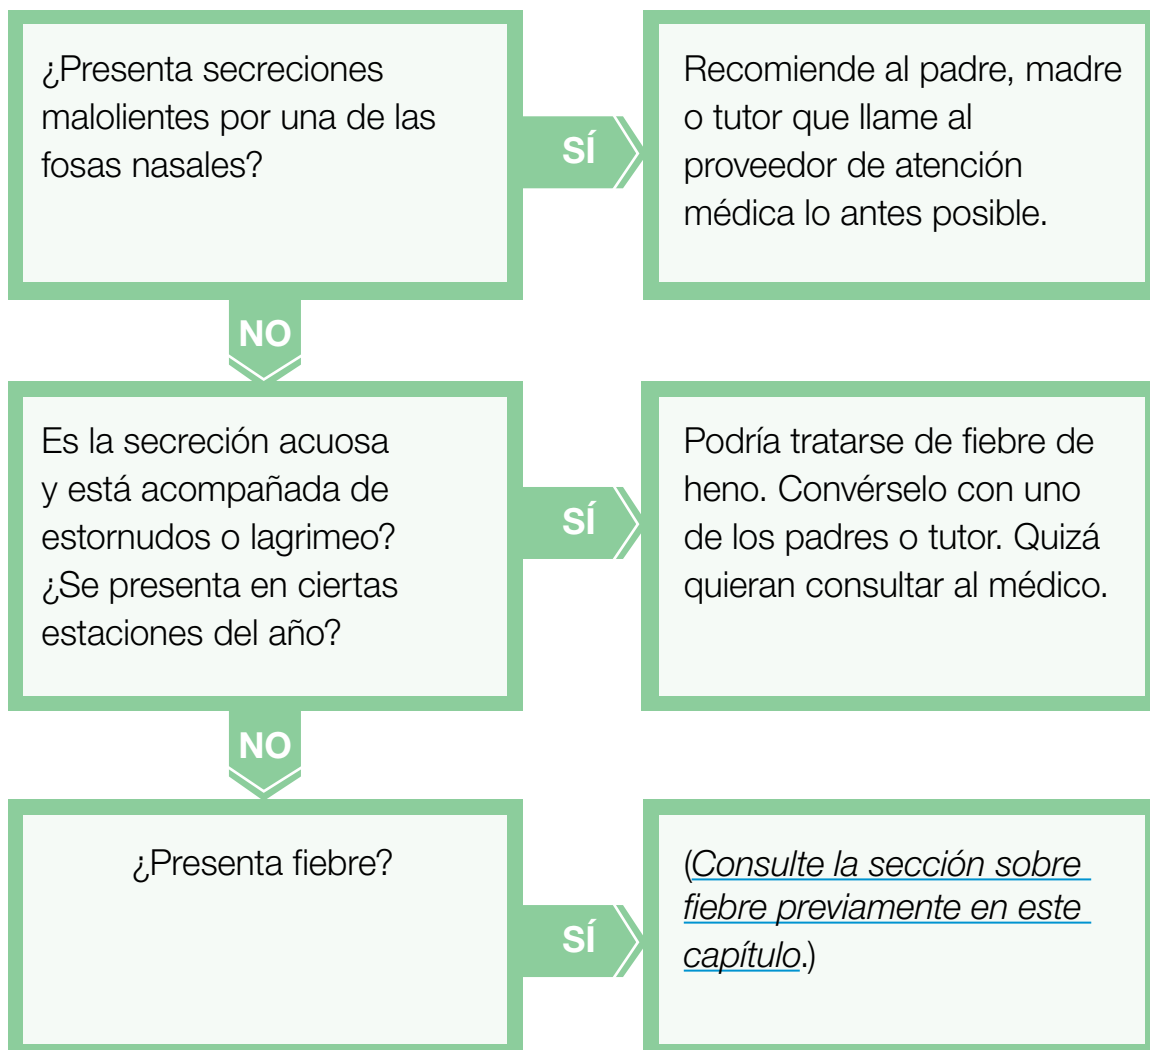 ¿Presenta secreciones
malolientes por una de las
fosas nasales?
SÍ
Recomiende al padre, madre
o tutor que llame al
proveedor de atención
médica lo antes posible.
NO
Es la secreción acuosa
y está acompañada de
estornudos o lagrimeo?
¿Se presenta en ciertas
estaciones del año?
SÍ
Podría tratarse de fiebre de
heno. Convérselo con uno
de los padres o tutor. Quizá
quieran consultar al médico.
NO
¿Presenta fiebre?
SÍ
(Consulte la sección sobre
fiebre previamente en este
capítulo.)